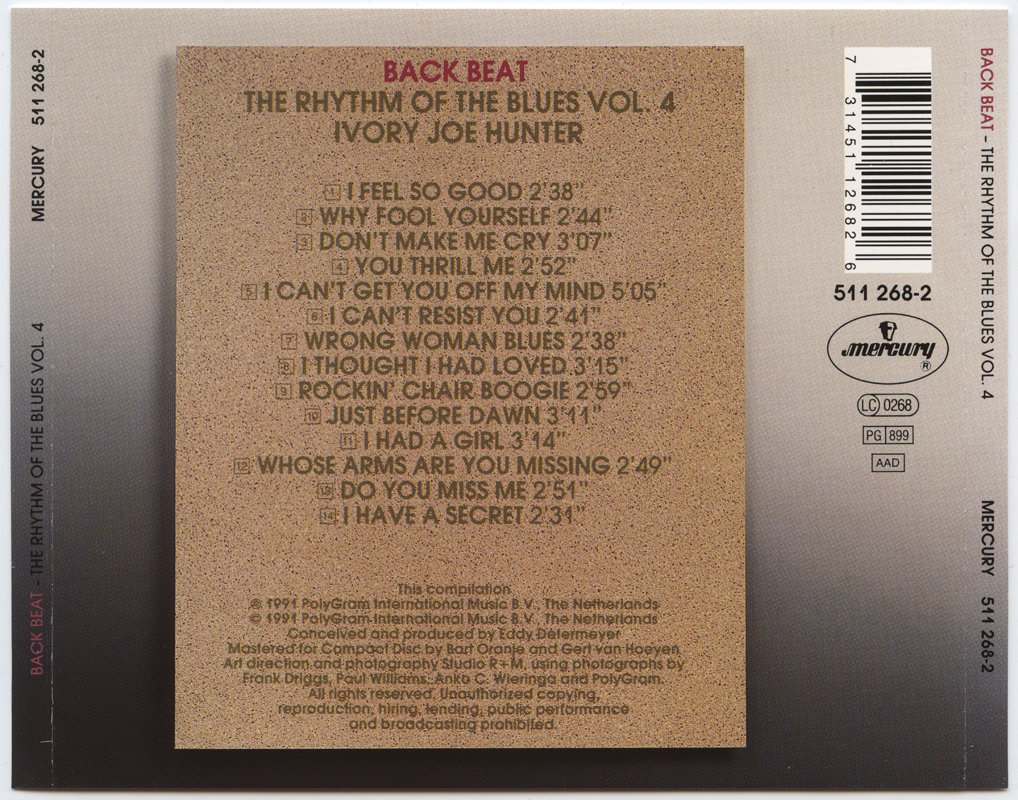 MERCURY 511 268-2
BACK BEAT - THE RHYTHM OF THE BLUES VOL. 4
BACK BEAT
THE RHYTHM OF THE BLUES VOL. 4
IVORY JOE HUNTER
1 I FEEL SO GOOD 2'38"
2 WHY FOOL YOURSELF 2'44"
3 DON'T MAKE ME CRY 3'07"
4 YOU THRILL ME 2'52"
5 I CAN'T GET YOU OFF MY MIND 5'05"
6 I CAN'T RESIST YOU 2'41"
7 WRONG WOMAN BLUES 2'38"
8 I THOUGHT I HAD LOVED 3'15"
9 ROCKIN' CHAIR BOOGIE 2'59"
10 JUST BEFORE DAWN 3'11"
11 I HAD A GIRL 3'14"
12 WHOSE ARMS ARE YOU MISSING 2'49"
13 DO YOU MISS ME 2'51"
14 I HAVE A SECRET 2'31"
This compilation
℗ 1991 PolyGram International Music B.V., The Netherlands
© 1991 PolyGram International Music B.V., The Netherlands
Conceived and produced by Eddy Determeyer
Mastered for Compact Disc by Bart Oranje and Gert van Hoeyen
Art direction and photography Studio R+M, using photographs by
Frank Driggs, Paul Williams, Anko C. Wieringa and PolyGram.
All rights reserved. Unauthorized copying,
reproduction, hiring, lending, public performance
and broadcasting prohibited.
7 31451 12682 6
511 268-2
mercury ®
LC 0268
PG 899
AAD
BACK BEAT - THE RHYTHM OF THE BLUES VOL. 4
MERCURY 511 268-2